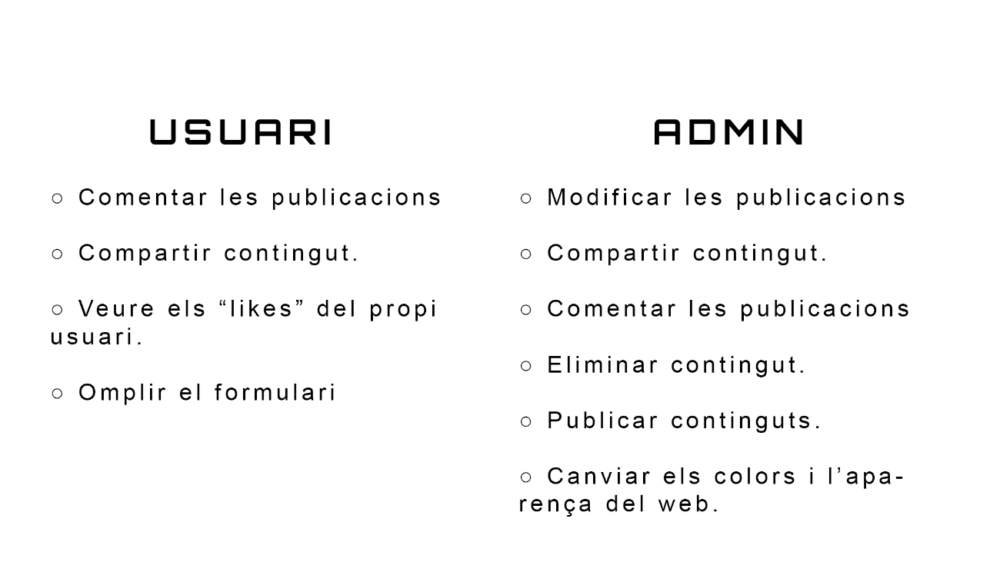 USUARI
○ Comentar les publicacions
○ Compartir contingut.
○ Veure els “likes” del propi
usuari.
○ Omplir el formulari
ADMIN
○ Modificar les publicacions
○ Compartir contingut.
○ Comentar les publicacions
○ Eliminar contingut.
○ Publicar continguts.
○ Canviar els colors i l’apa-
rença del web.